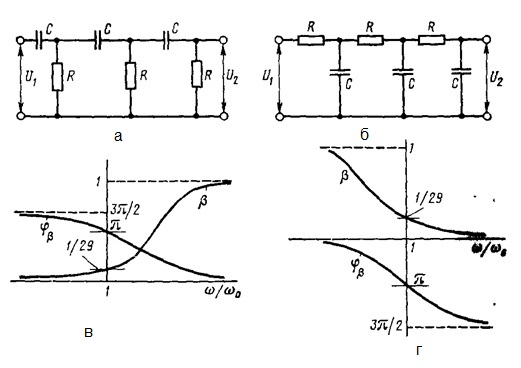 C C C
U₁ R R R U₂
а
R R R
U₁ C C C U₂
б
1
β
3π/2
φβ
π
1/29
1
ω/ω₀
в
1
β
1/29
1
ω/ω₀
φβ
π
3π/2
г